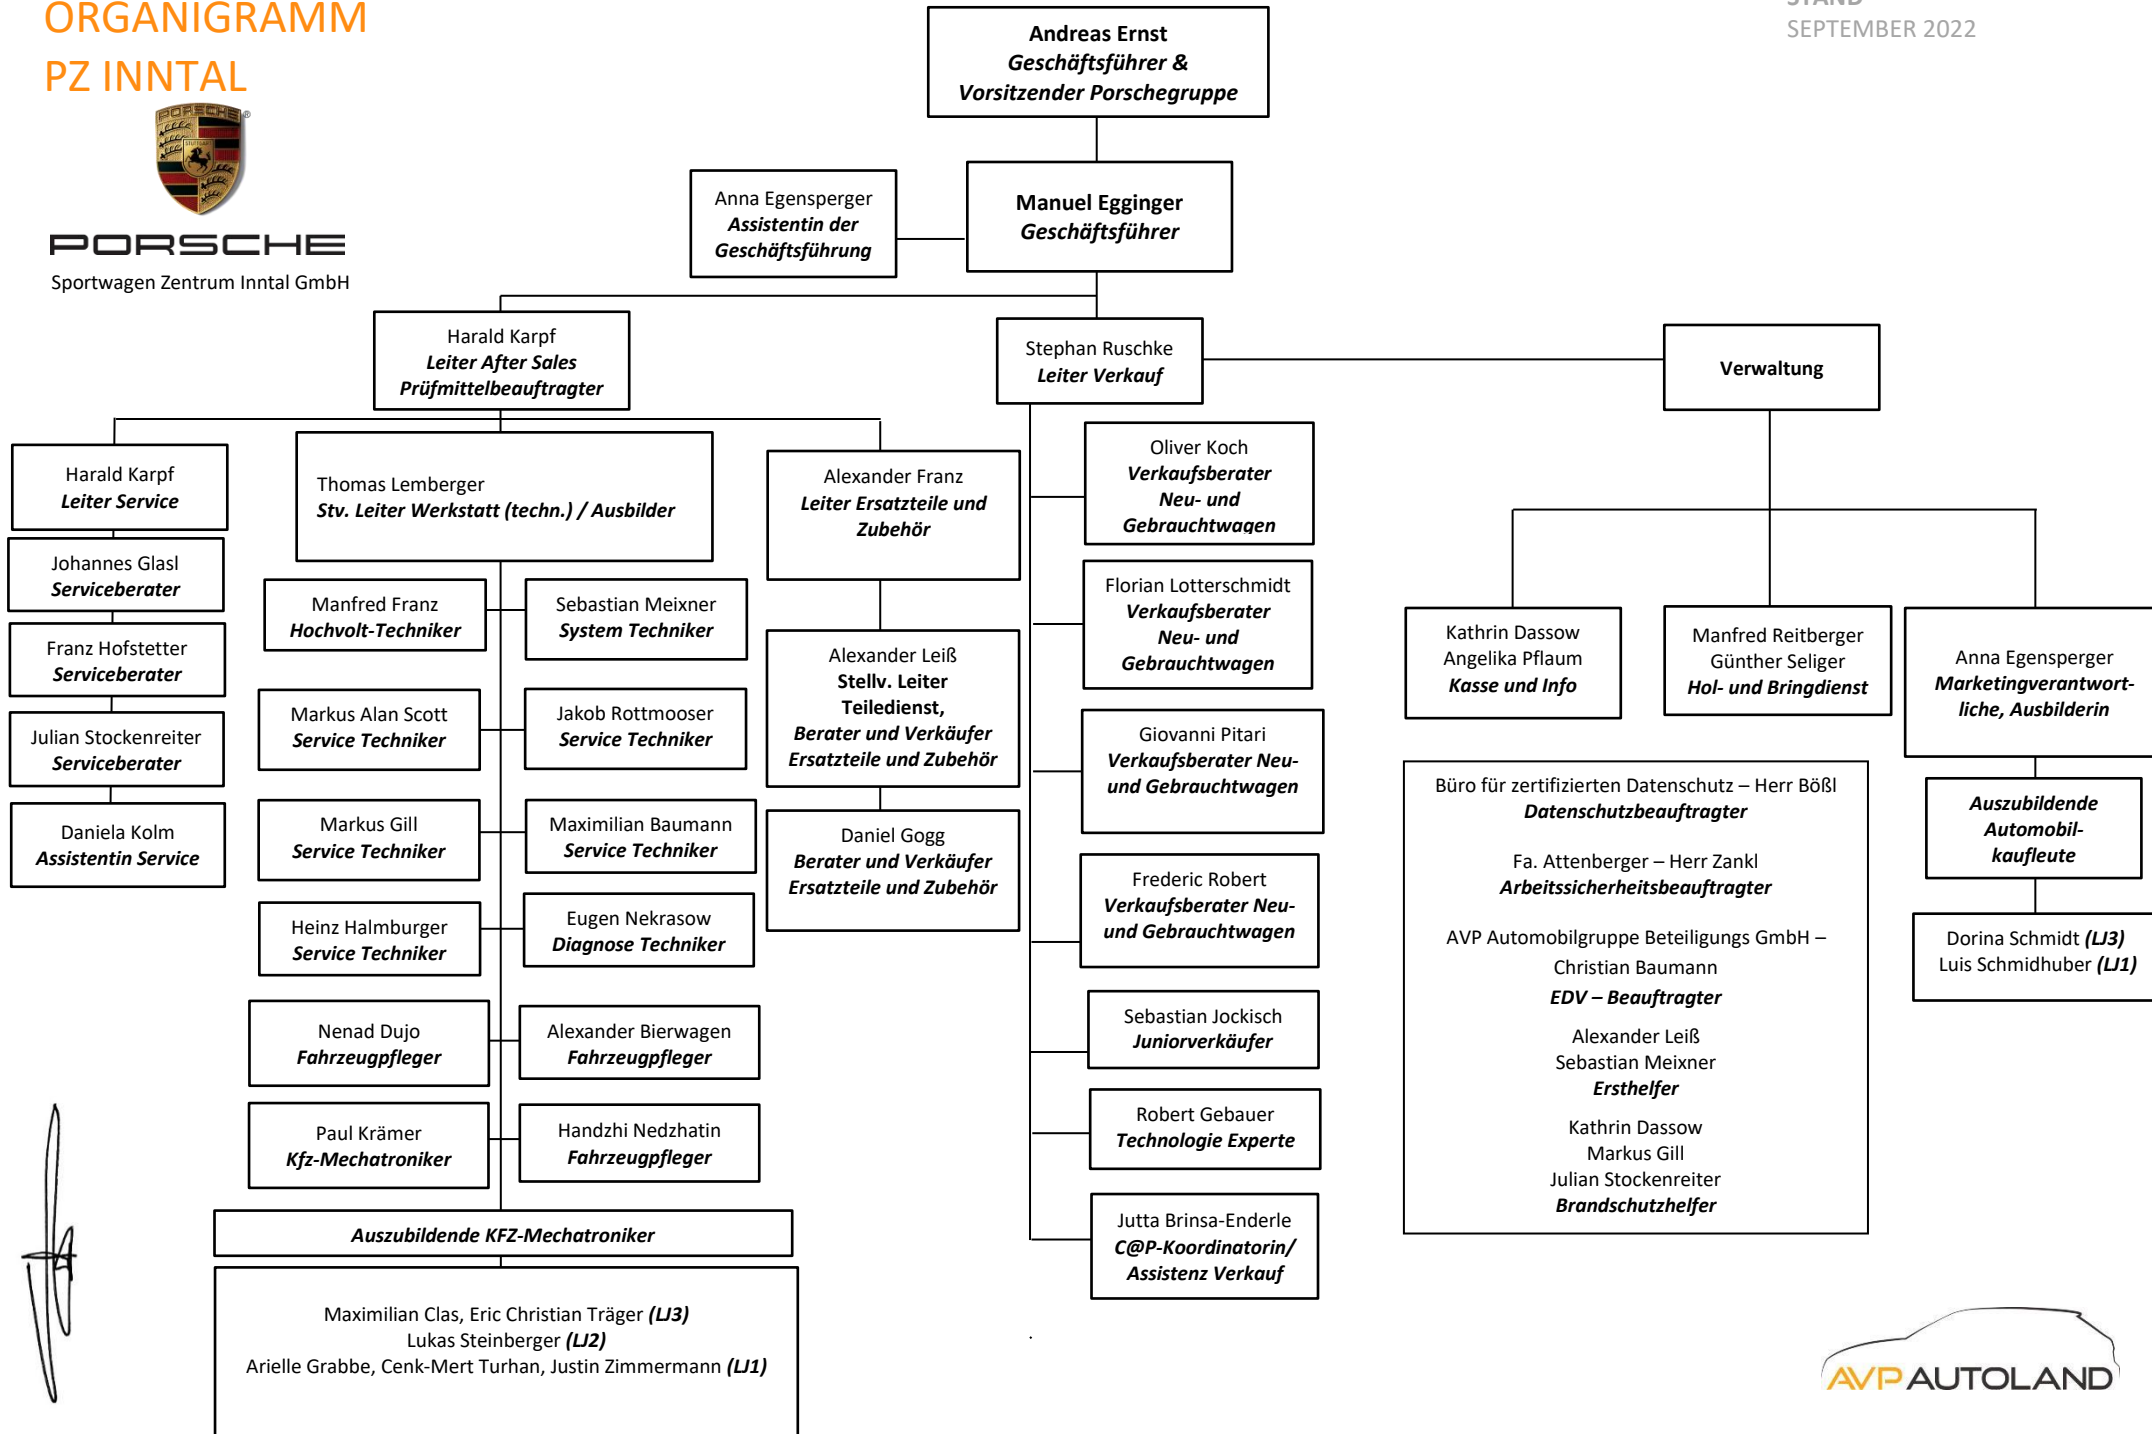 ORGANIGRAMM
PZ INNTAL
PORSCHE
Sportwagen Zentrum Inntal GmbH
STAND
SEPTEMBER 2022
Andreas Ernst
Geschäftsführer &
Vorsitzender Porschegruppe
Anna Egensperger
Assistentin der
Geschäftsführung
Manuel Egginger
Geschäftsführer
Harald Karpf
Leiter After Sales
Prüfmittelbeauftragter
Stephan Ruschke
Leiter Verkauf
Verwaltung
Harald Karpf
Leiter Service
Johannes Glasl
Serviceberater
Franz Hofstetter
Serviceberater
Julian Stockenreiter
Serviceberater
Daniela Kolm
Assistentin Service
Thomas Lemberger
Stv. Leiter Werkstatt (techn.) / Ausbilder
Manfred Franz
Hochvolt-Techniker
Sebastian Meixner
System Techniker
Markus Alan Scott
Service Techniker
Jakob Rottmooser
Service Techniker
Markus Gill
Service Techniker
Maximilian Baumann
Service Techniker
Heinz Halmburger
Service Techniker
Eugen Nekrasow
Diagnose Techniker
Nenad Dujo
Fahrzeugpfleger
Alexander Bierwagen
Fahrzeugpfleger
Paul Krämer
Kfz-Mechatroniker
Handzhi Nedzhatin
Fahrzeugpfleger
Auszubildende KFZ-Mechatroniker
Maximilian Clas, Eric Christian Träger (LJ3)
Lukas Steinberger (LJ2)
Arielle Grabbe, Cenk-Mert Turhan, Justin Zimmermann (LJ1)
Alexander Franz
Leiter Ersatzteile und
Zubehör
Alexander Leiß
Stellv. Leiter
Teiledienst,
Berater und Verkäufer
Ersatzteile und Zubehör
Daniel Gogg
Berater und Verkäufer
Ersatzteile und Zubehör
Oliver Koch
Verkaufsberater
Neu- und
Gebrauchtwagen
Florian Lotterschmidt
Verkaufsberater
Neu- und
Gebrauchtwagen
Giovanni Pitari
Verkaufsberater Neu-
und Gebrauchtwagen
Frederic Robert
Verkaufsberater Neu-
und Gebrauchtwagen
Sebastian Jockisch
Juniorverkäufer
Robert Gebauer
Technologie Experte
Jutta Brinsa-Enderle
C@P-Koordinatorin/
Assistenz Verkauf
.
Kathrin Dassow
Angelika Pflaum
Kasse und Info
Manfred Reitberger
Günther Seliger
Hol- und Bringdienst
Anna Egensperger
Marketingverantwort-
liche, Ausbilderin
Auszubildende
Automobil-
kaufleute
Dorina Schmidt (LJ3)
Luis Schmidhuber (LJ1)
Büro für zertifizierten Datenschutz – Herr Bößl
Datenschutzbeauftragter
Fa. Attenberger – Herr Zankl
Arbeitssicherheitsbeauftragter
AVP Automobilgruppe Beteiligungs GmbH –
Christian Baumann
EDV – Beauftragter
Alexander Leiß
Sebastian Meixner
Ersthelfer
Kathrin Dassow
Markus Gill
Julian Stockenreiter
Brandschutzhelfer
AVP AUTOLAND